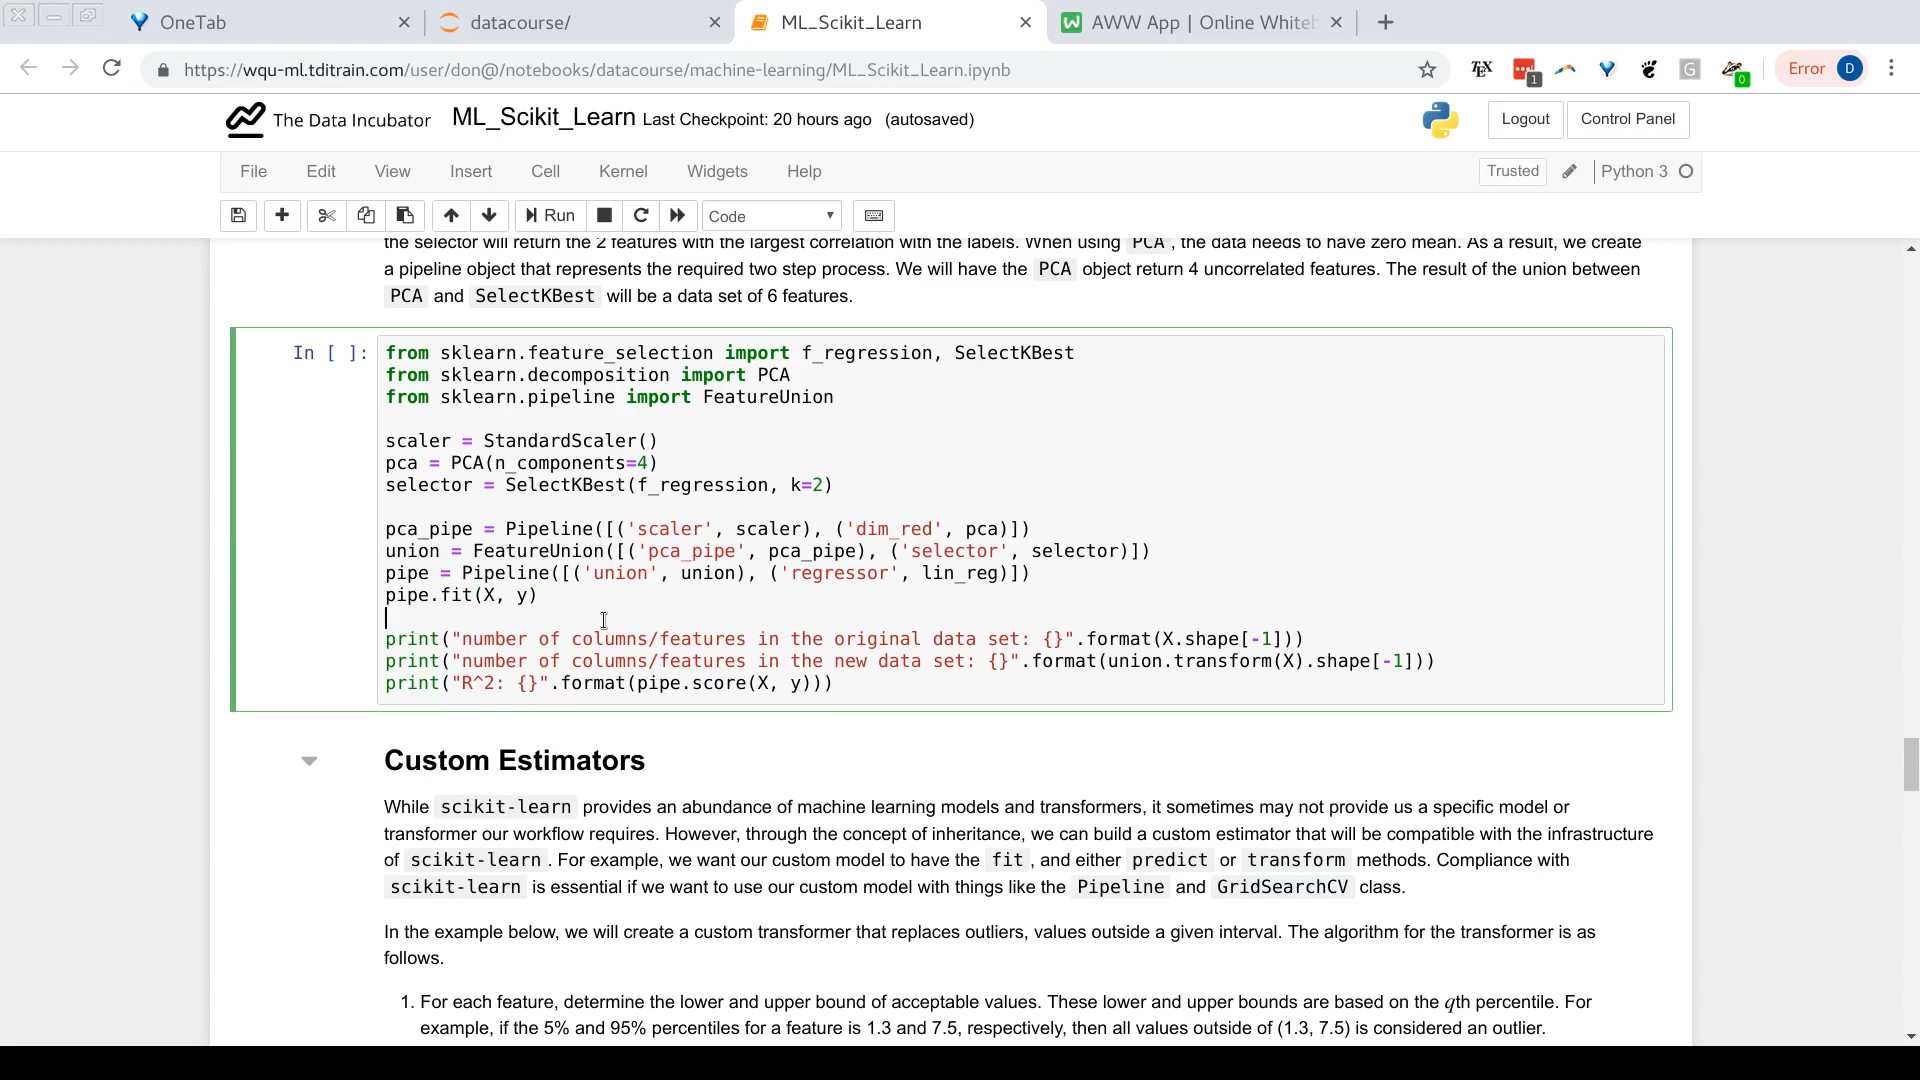 OneTab
datacourse/
ML_Scikit_Learn
AWW App | Online Whiteb
https://wqu-ml.tditrain.com/user/don@/notebooks/datacourse/machine-learning/ML_Scikit_Learn.ipynb
TEX
1
G
0
Error D
The Data Incubator
ML_Scikit_Learn Last Checkpoint: 20 hours ago (autosaved)
Logout
Control Panel
File Edit View Insert Cell Kernel Widgets Help
Trusted
Python 3
Run
Code
the selector will return the 2 features with the largest correlation with the labels. When using PCA , the data needs to have zero mean. As a result, we create
a pipeline object that represents the required two step process. We will have the PCA object return 4 uncorrelated features. The result of the union between
PCA and SelectKBest will be a data set of 6 features.
In [ ]:
from sklearn.feature_selection import f_regression, SelectKBest
from sklearn.decomposition import PCA
from sklearn.pipeline import FeatureUnion
scaler = StandardScaler()
pca = PCA(n_components=4)
selector = SelectKBest(f_regression, k=2)
pca_pipe = Pipeline([('scaler', scaler), ('dim_red', pca)])
union = FeatureUnion([('pca_pipe', pca_pipe), ('selector', selector)])
pipe = Pipeline([('union', union), ('regressor', lin_reg)])
pipe.fit(X, y)
print("number of columns/features in the original data set: {}".format(X.shape[-1]))
print("number of columns/features in the new data set: {}".format(union.transform(X).shape[-1]))
print("R^2: {}".format(pipe.score(X, y)))
Custom Estimators
While scikit-learn provides an abundance of machine learning models and transformers, it sometimes may not provide us a specific model or
transformer our workflow requires. However, through the concept of inheritance, we can build a custom estimator that will be compatible with the infrastructure
of scikit-learn . For example, we want our custom model to have the fit , and either predict or transform methods. Compliance with
scikit-learn is essential if we want to use our custom model with things like the Pipeline and GridSearchCV class.
In the example below, we will create a custom transformer that replaces outliers, values outside a given interval. The algorithm for the transformer is as
follows.
1. For each feature, determine the lower and upper bound of acceptable values. These lower and upper bounds are based on the qth percentile. For
example, if the 5% and 95% percentiles for a feature is 1.3 and 7.5, respectively, then all values outside of (1.3, 7.5) is considered an outlier.